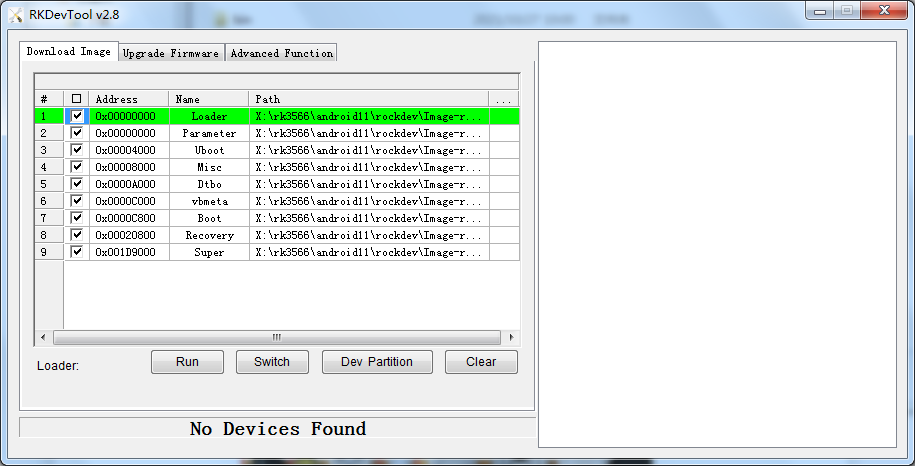 RKDevTool v2.8
Download Image Upgrade Firmware Advanced Function
# Address Name Path ...
1 0x00000000 Loader X:\rk3566\android11\rockdev\Image-r...
2 0x00000000 Parameter X:\rk3566\android11\rockdev\Image-r...
3 0x00004000 Uboot X:\rk3566\android11\rockdev\Image-r...
4 0x00008000 Misc X:\rk3566\android11\rockdev\Image-r...
5 0x0000A000 Dtbo X:\rk3566\android11\rockdev\Image-r...
6 0x0000C000 vbmeta X:\rk3566\android11\rockdev\Image-r...
7 0x0000C800 Boot X:\rk3566\android11\rockdev\Image-r...
8 0x00020800 Recovery X:\rk3566\android11\rockdev\Image-r...
9 0x001D9000 Super X:\rk3566\android11\rockdev\Image-r...
Loader: Run Switch Dev Partition Clear
No Devices Found